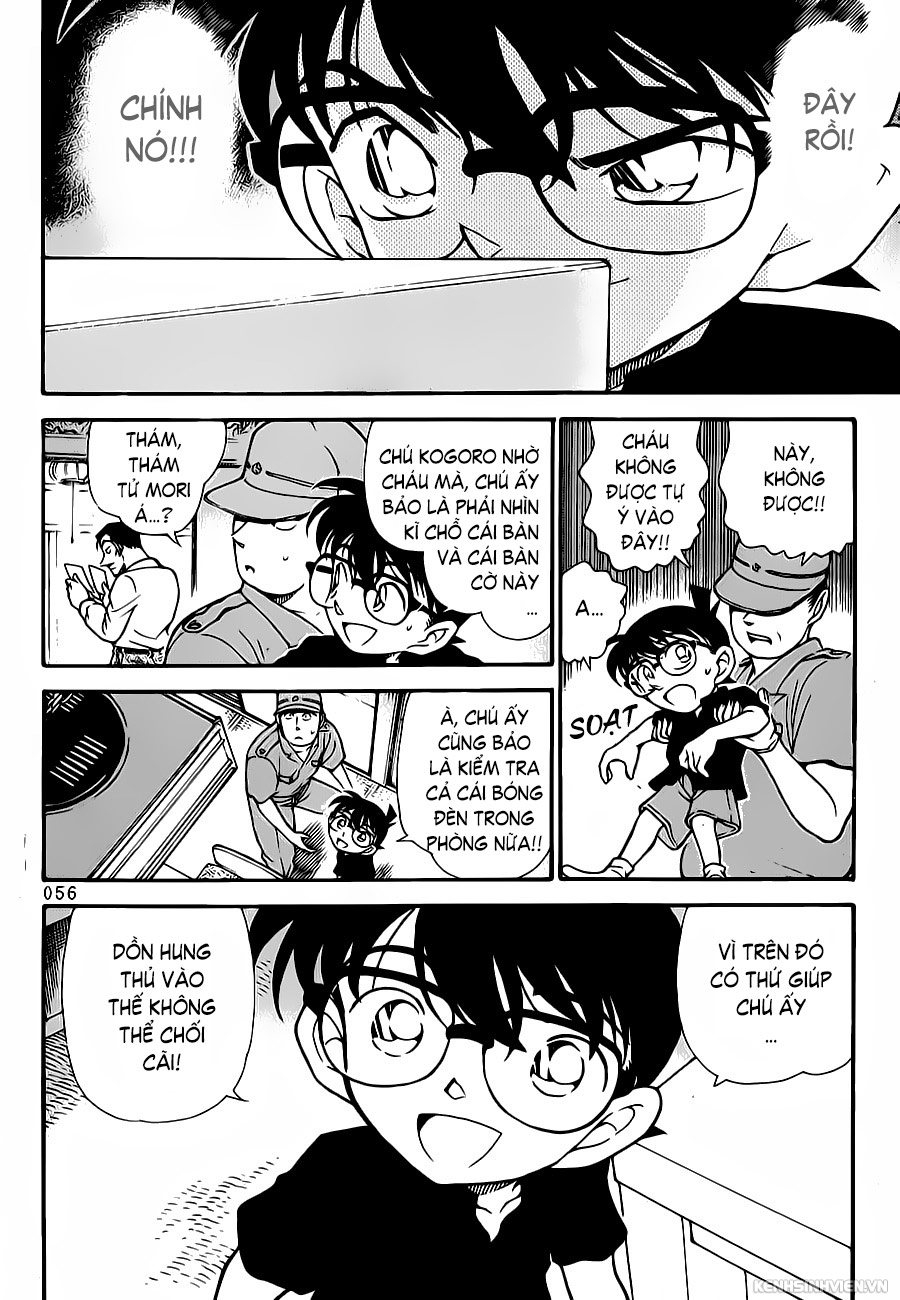 ĐÂY
RỒI!
CHÍNH
NÓ!!!
NÀY,
KHÔNG
ĐƯỢC!!
CHÁU
KHÔNG
ĐƯỢC TỰ
Ý VÀO
ĐÂY!!
A...
SOẠT
CHÚ KOGORO NHỜ
CHÁU MÀ, CHÚ ẤY
BẢO LÀ PHẢI NHÌN
KĨ CHỖ CÁI BÀN
VÀ CÁI BÀN
CỜ NÀY
...
THÁM,
THÁM
TỬ MORI
Á...?
À, CHÚ ẤY
CŨNG BẢO
LÀ KIỂM TRA
CẢ CÁI BÓNG
ĐÈN TRONG
PHÒNG NỮA!!
056
VÌ TRÊN ĐÓ
CÓ THỨ GIÚP
CHÚ ẤY
...
DỒN HUNG
THỦ VÀO
THẾ KHÔNG
THỂ CHỐI
CÃI!
KENHSINHVIEN.VN